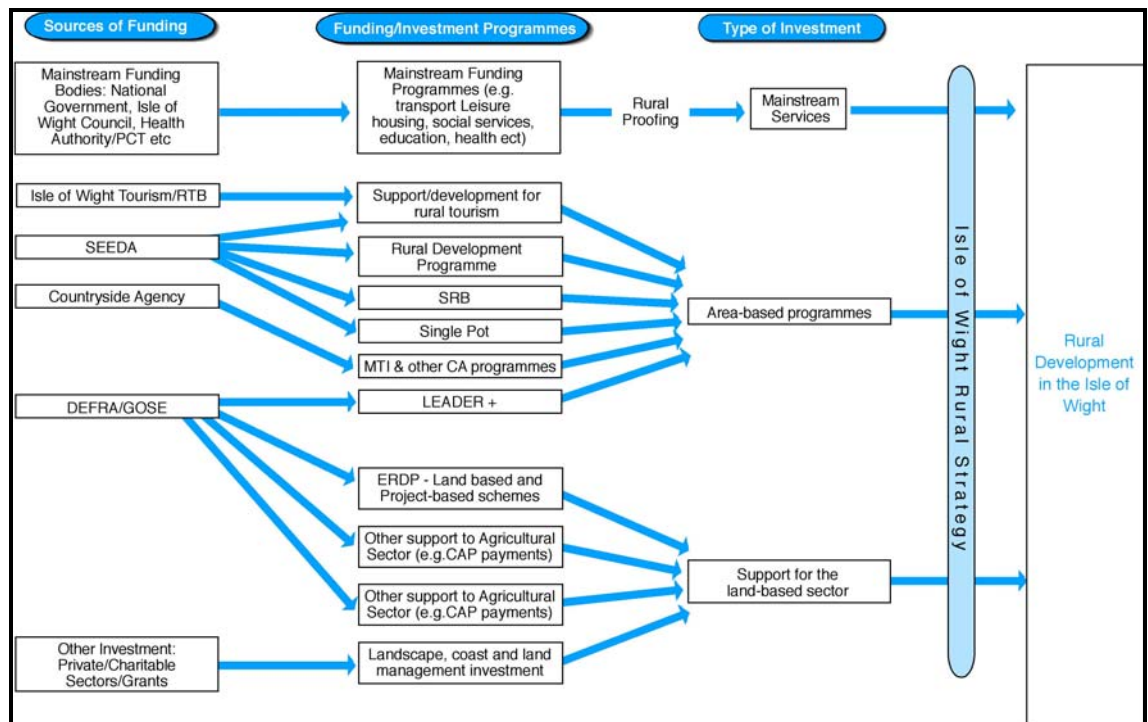 Sources of Funding
Funding/Investment Programmes
Type of Investment
Mainstream Funding
Bodies: National
Government, Isle of
Wight Council, Health
Authority/PCT etc
Mainstream Funding
Programmes (e.g.
transport Leisure
housing, social services,
education, health ect)
Rural
Proofing
Mainstream
Services
Isle of Wight Tourism/RTB
Support/development for
rural tourism
SEEDA
Rural Development
Programme
Countryside Agency
SRB
Single Pot
MTI & other CA programmes
Area-based programmes
DEFRA/GOSE
LEADER +
ERDP - Land based and
Project-based schemes
Other support to Agricultural
Sector (e.g.CAP payments)
Other support to Agricultural
Sector (e.g.CAP payments)
Support for the
land-based sector
Other Investment:
Private/Charitable
Sectors/Grants
Landscape, coast and land
management investment
Isle of Wight Rural Strategy
Rural
Development
in the Isle of
Wight